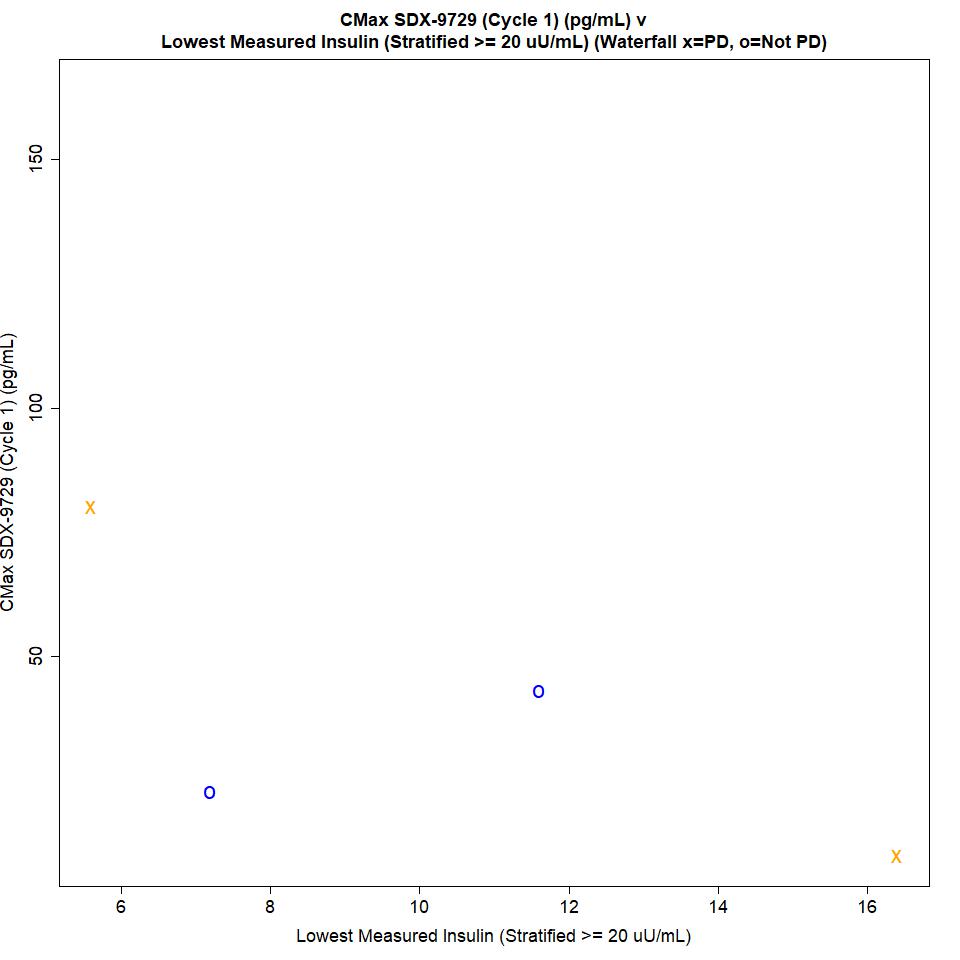 CMax SDX-9729 (Cycle 1) (pg/mL) v
Lowest Measured Insulin (Stratified >= 20 uU/mL) (Waterfall x=PD, o=Not PD)
CMax SDX-9729 (Cycle 1) (pg/mL)
150
100
50
X
O
O
X
6
8
10
12
14
16
Lowest Measured Insulin (Stratified >= 20 uU/mL)